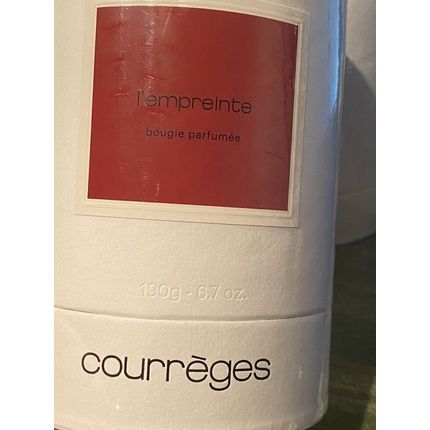 l'empreinte
bougie parfumée
190g - 6.7 oz.
courrèges